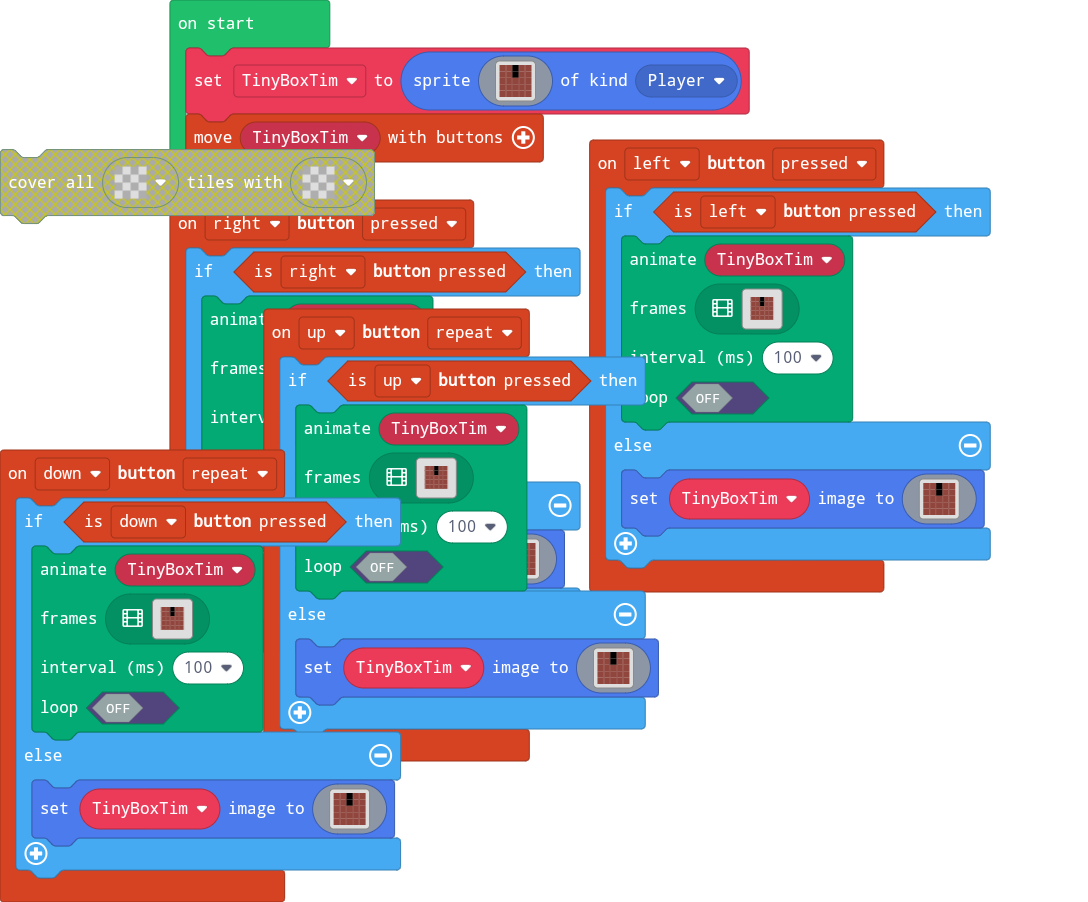 on start
set TinyBoxTim to sprite of kind Player
move TinyBoxTim with buttons
cover all tiles with
on right button pressed
if is right button pressed then
animat
frames
interv
on left button pressed
if is left button pressed then
animate TinyBoxTim
frames
interval (ms) 100
oop OFF
else
set TinyBoxTim image to
on up button repeat
if is up button pressed then
animate TinyBoxTim
frames
ms) 100
loop OFF
else
set TinyBoxTim image to
on down button repeat
if is down button pressed then
animate TinyBoxTim
frames
interval (ms) 100
loop OFF
else
set TinyBoxTim image to